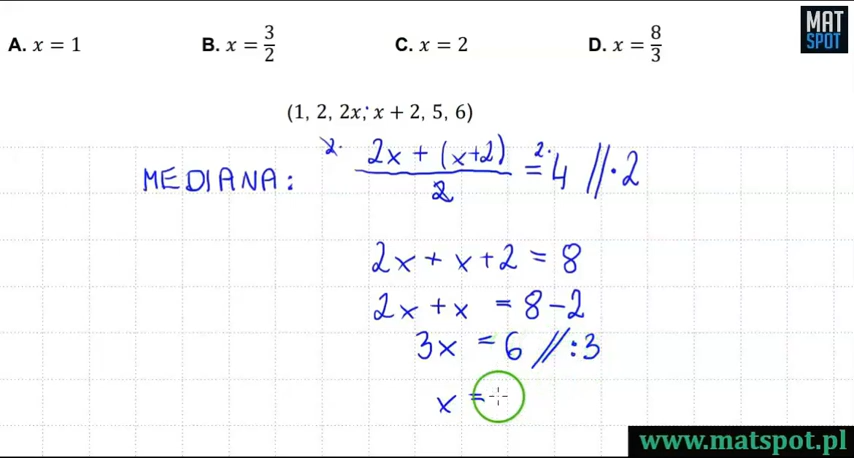 MAT
SPOT
A. x = 1 B. x = 3/2 C. x = 2 D. x = 8/3
(1, 2, 2x; x + 2, 5, 6)
MEDIANA: 2· (2x + (x+2))/2 = 2· 4 //·2
2x + x + 2 = 8
2x + x = 8 - 2
3x = 6 //:3
x =
www.matspot.pl